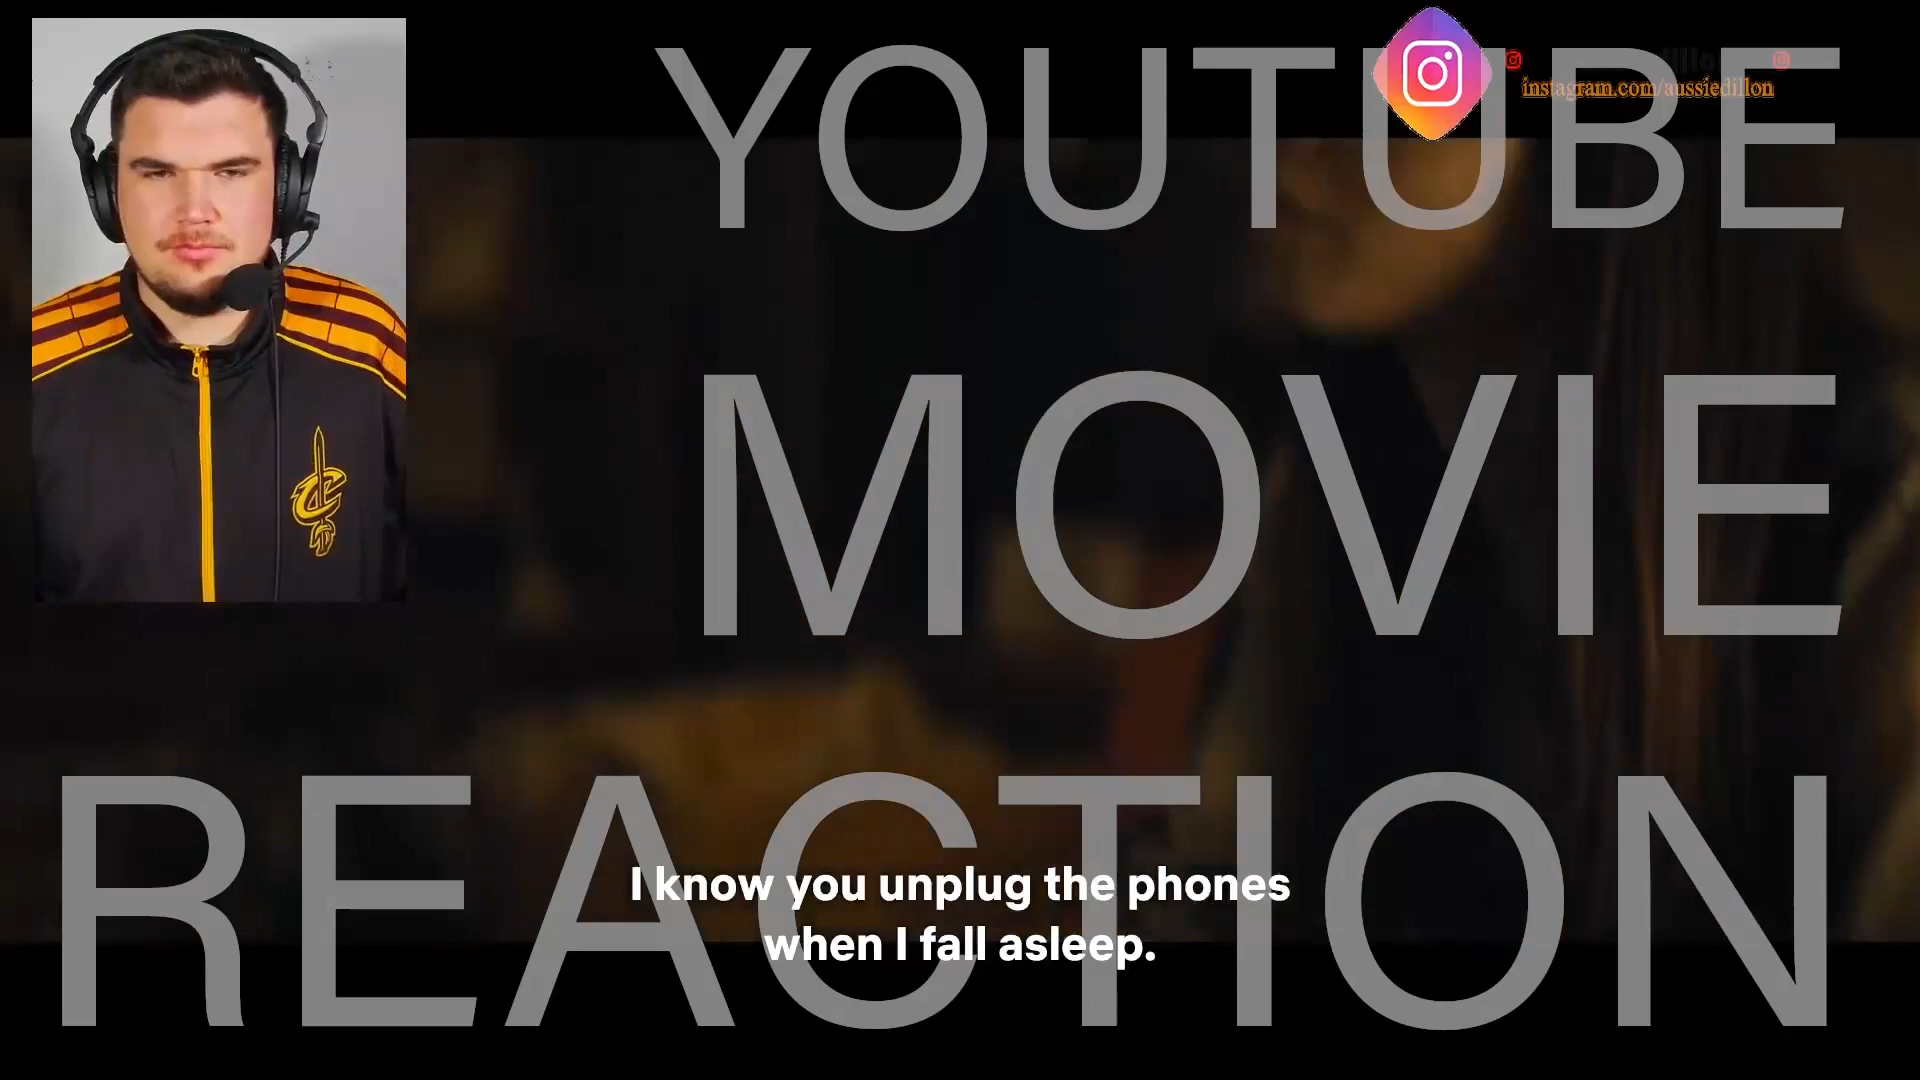 YOUTUBE
instagram.com/aussiedillon
MOVIE
REACTION
I know you unplug the phones
when I fall asleep.